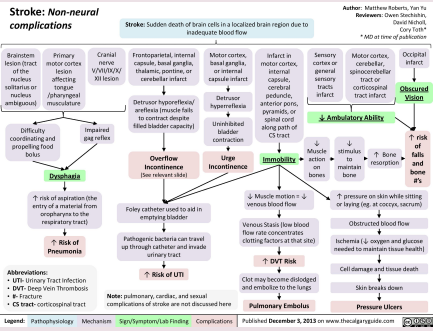 Stroke: Non-neural
complications
Stroke: Sudden death of brain cells in a localized brain region due to
inadequate blood flow
Author: Matthew Roberts, Yan Yu
Reviewers: Owen Stechishin,
David Nicholl,
Cory Toth*
* MD at time of publication
Brainstem
lesion (tract
of the
nucleus
solitarius or
nucleus
ambiguous)
Primary
motor cortex
lesion
affecting
tongue
/pharyngeal
musculature
Cranial
nerve
V/VII/IX/X/
XII lesion
Frontoparietal, internal
capsule, basal ganglia,
thalamic, pontine, or
cerebellar infarct
Motor cortex,
basal ganglia,
or internal
capsule infarct
Infarct in
motor cortex,
internal
capsule,
cerebral
peduncle,
anterior pons,
pyramids, or
spinal cord
along path of
CS tract
Sensory
cortex or
general
sensory
tracts
infarct
Motor cortex,
cerebellar,
spinocerebellar
tract or
corticospinal
tract infarct
Occipital
infarct
Obscured
Vision
Detrusor hyporeflexia/
areflexia (muscle fails
to contract despite
filled bladder capacity)
Detrusor
hyperreflexia
Uninhibited
bladder
contraction
↓ Ambulatory Ability
Difficulty
coordinating and
propelling food
bolus
Impaired
gag reflex
Overflow
Incontinence
(See relevant slide)
Urge
Incontinence
Immobility
↓
Muscle
action
on
bones
↓
stimulus
to
maintain
bone
↑ Bone
resorption
↑ risk
of
falls
and
bone
#'s
Dysphagia
↑ risk of aspiration (the
entry of a material from
oropharynx to the
respiratory tract)
↑ Risk of
Pneumonia
Foley catheter used to aid in
emptying bladder
Pathogenic bacteria can travel
up through catheter and invade
urinary tract
↑ Risk of UTI
↓ Muscle motion= ↓
venous blood flow
Venous Stasis (low blood
flow rate concentrates
clotting factors at that site)
↑ DVT Risk
Clot may become dislodged
and embolize to the lungs
Pulmonary Embolus
↑ pressure on skin while sitting
or laying (eg. at coccyx, sacrum)
Obstructed blood flow
Ischemia (↓ oxygen and glucose
needed to maintain tissue health)
Cell damage and tissue death
Skin breaks down
Pressure Ulcers
Abbreviations:
• UTI- Urinary Tract Infection
• DVT- Deep Vein Thrombosis
• #- Fracture
• CS tract- corticospinal tract
Note: pulmonary, cardiac, and sexual
complications of stroke are not discussed here
Legend: Pathophysiology Mechanism Sign/Symptom/Lab Finding Complications
Published December 3, 2013 on www.thecalgaryguide.com